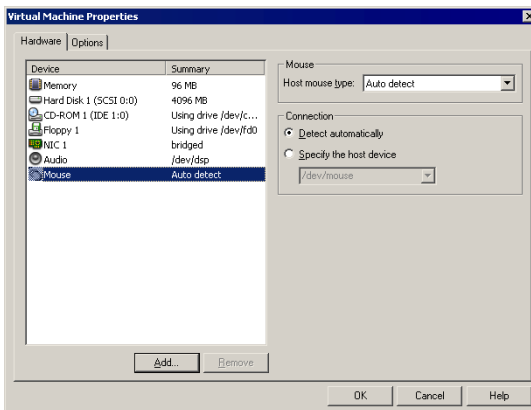 Virtual Machine Properties
Hardware Options
Device Summary
Memory 96 MB
Hard Disk 1 (SCSI 0:0) 4096 MB
CD-ROM 1 (IDE 1:0) Using drive /dev/c...
Floppy 1 Using drive /dev/fd0
NIC 1 bridged
Audio /dev/dsp
Mouse Auto detect
Add... Remove
Mouse
Host mouse type: Auto detect
Connection
Detect automatically
Specify the host device
/dev/mouse
OK Cancel Help